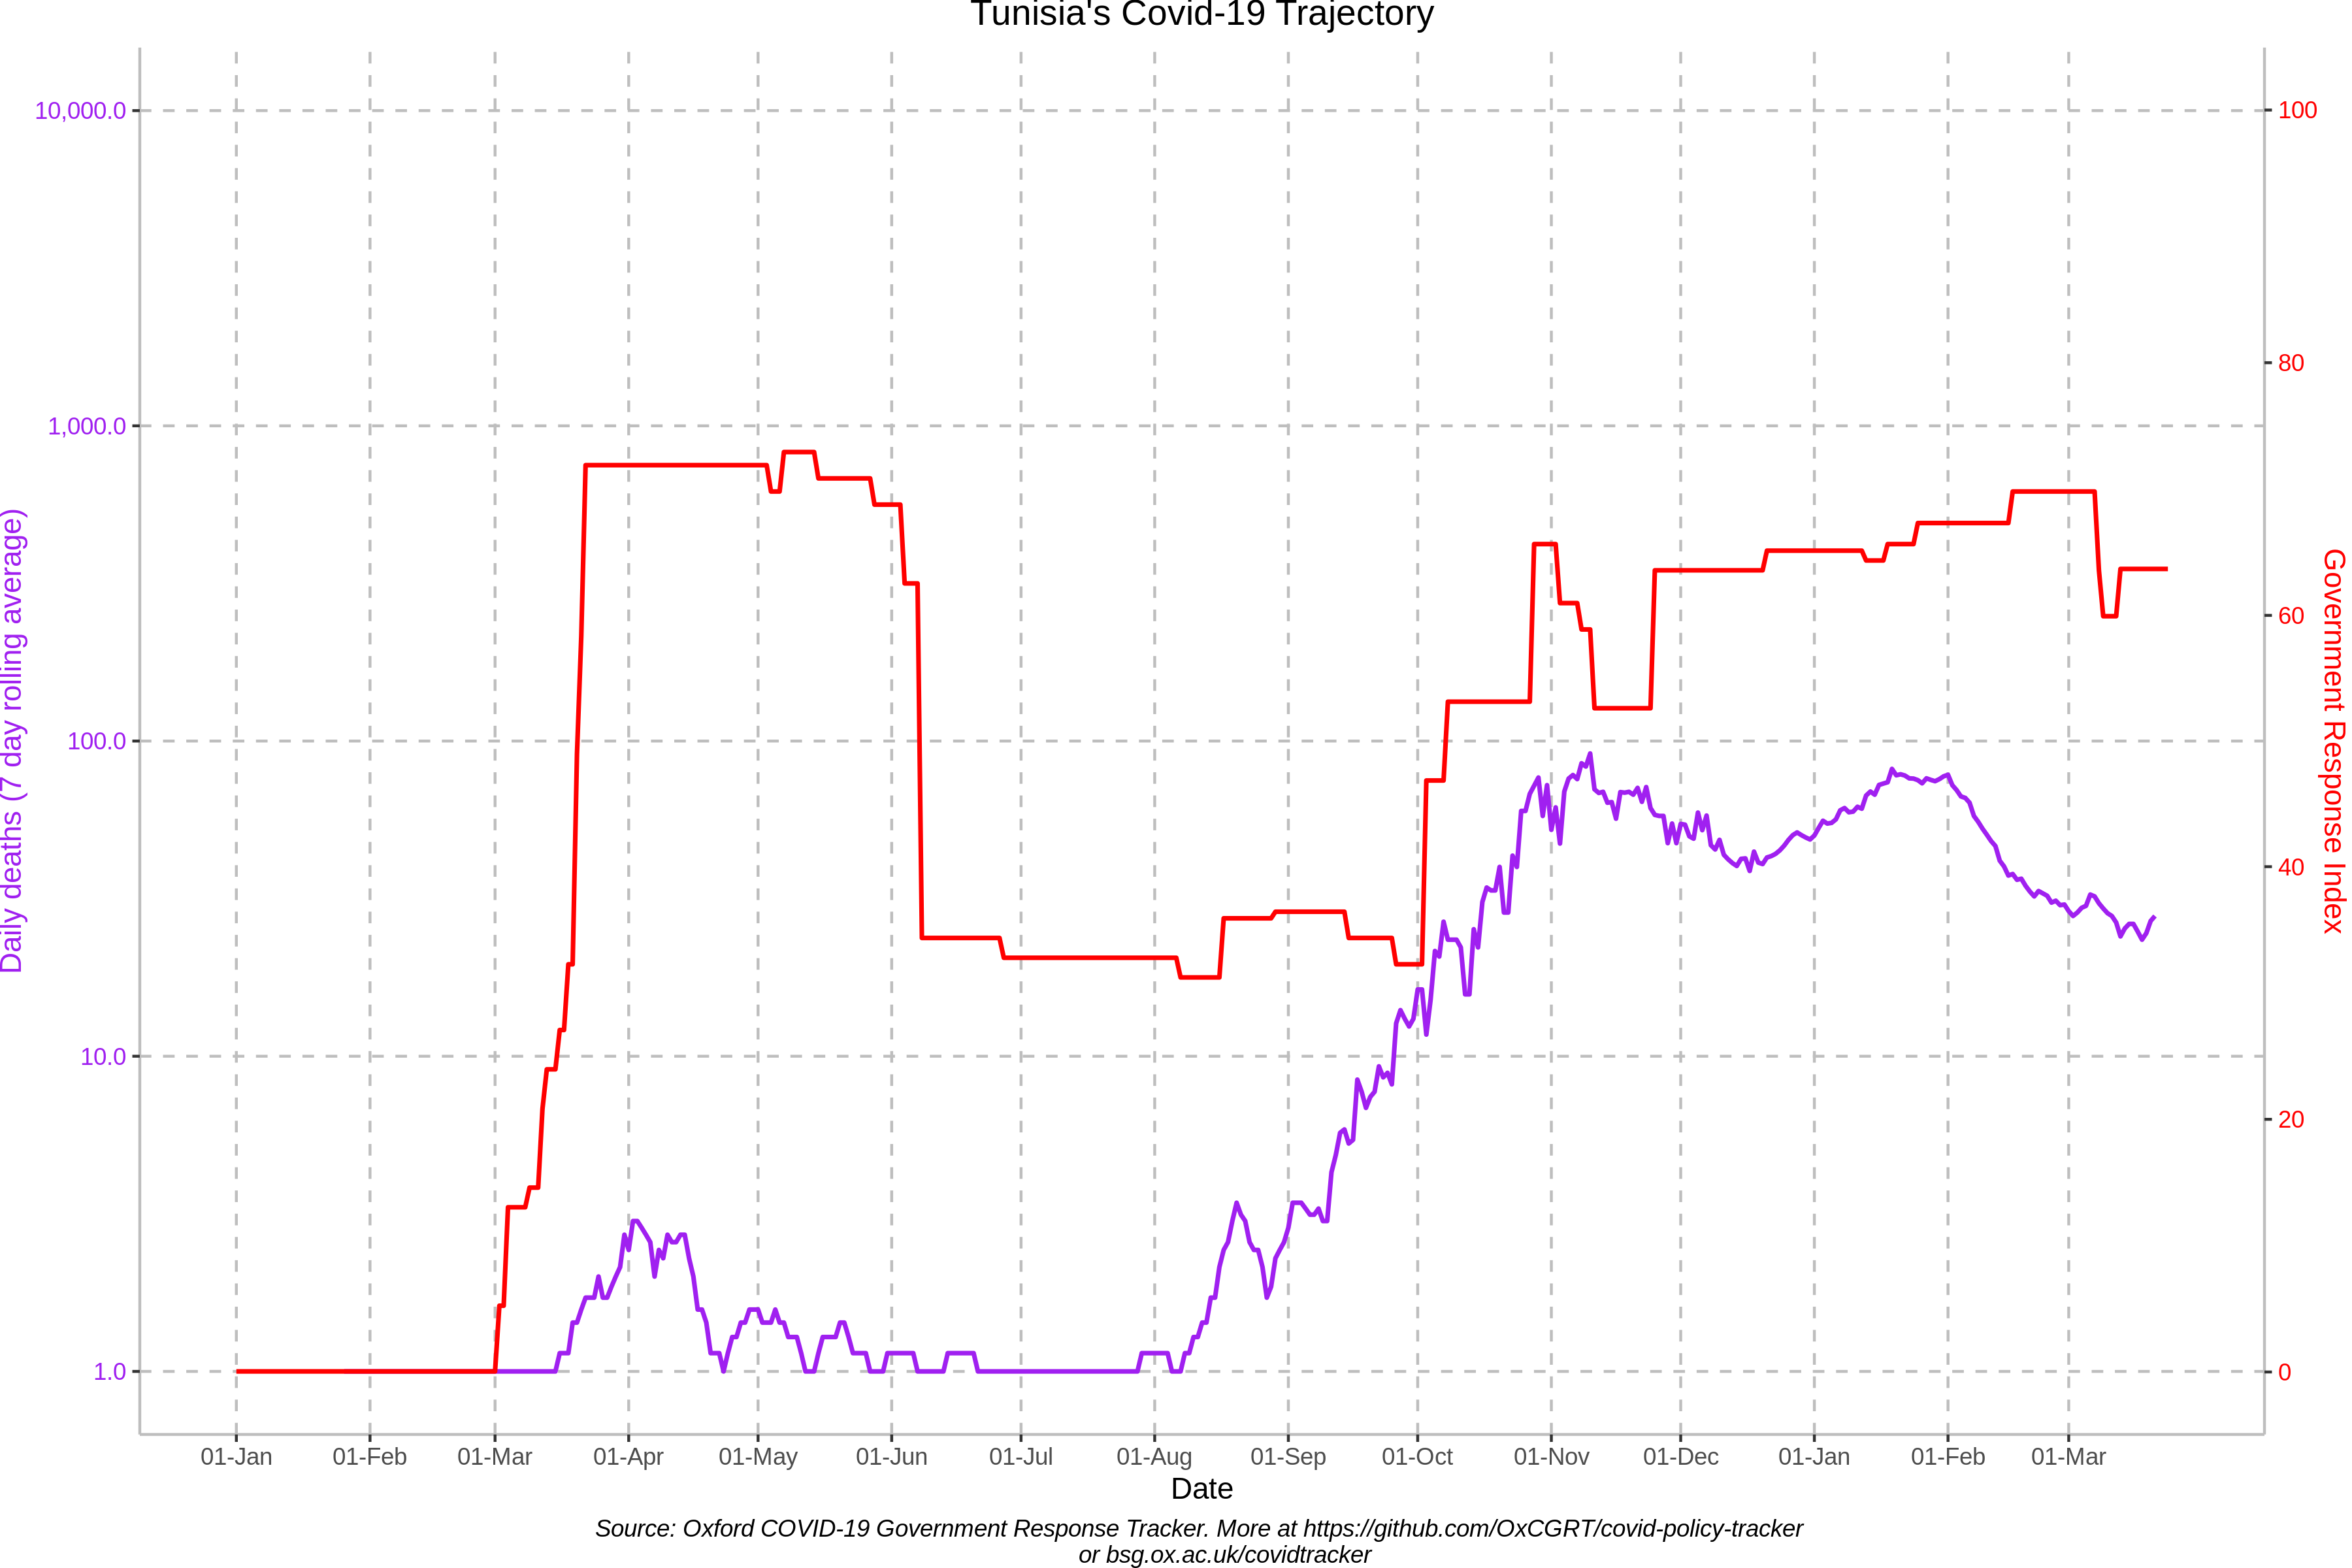 Tunisia's Covid-19 Trajectory
10,000.0
1,000.0
100.0
10.0
1.0
Daily deaths (7 day rolling average)
100
80
60
40
20
0
Government Response Index
01-Jan 01-Feb 01-Mar 01-Apr 01-May 01-Jun 01-Jul 01-Aug 01-Sep 01-Oct 01-Nov 01-Dec 01-Jan 01-Feb 01-Mar
Date
Source: Oxford COVID-19 Government Response Tracker. More at https://github.com/OxCGRT/covid-policy-tracker
or bsg.ox.ac.uk/covidtracker